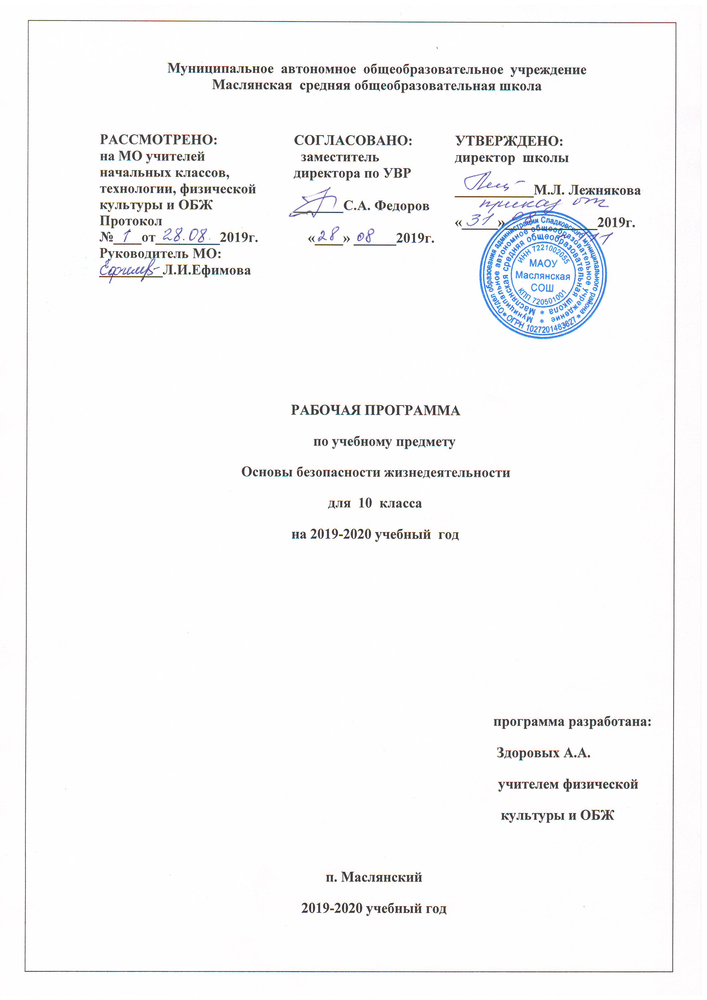 Муниципальное автономное общеобразовательное учреждение
Маслянская средняя общеобразовательная школа
РАССМОТРЕНО:
на МО учителей
начальных классов,
технологии, физической
культуры и ОБЖ
Протокол
№ 1 от 28.08. 2019г.
Руководитель МО:
Л.И.Ефимова
СОГЛАСОВАНО:
заместитель
директора по УВР
С.А. Федоров
«28» 08 2019г.
УТВЕРЖДЕНО:
директор школы
М.Л. Лежнякова
приказ от
«31» 08 2019г.
Отдел образования администрации Сладковского муниципального района * ОГРН 1027201483627 *
Муниципальное автономное общеобразовательное учреждение *
Маслянская средняя общеобразовательная школа *
ИНН 7221002055
МАОУ
Маслянская
СОШ
КПП 720501001
РАБОЧАЯ ПРОГРАММА
по учебному предмету
Основы безопасности жизнедеятельности
для 10 класса
на 2019-2020 учебный год
программа разработана:
Здоровых А.А.
учителем физической
культуры и ОБЖ
п. Маслянский
2019-2020 учебный год